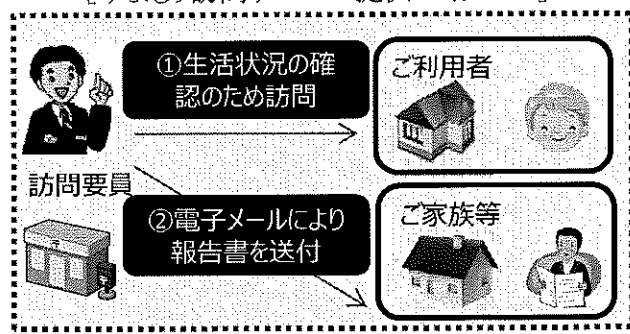 ①生活状況の確
認のため訪問
ご利用者
訪問要員
②電子メールにより
報告書を送付
ご家族等